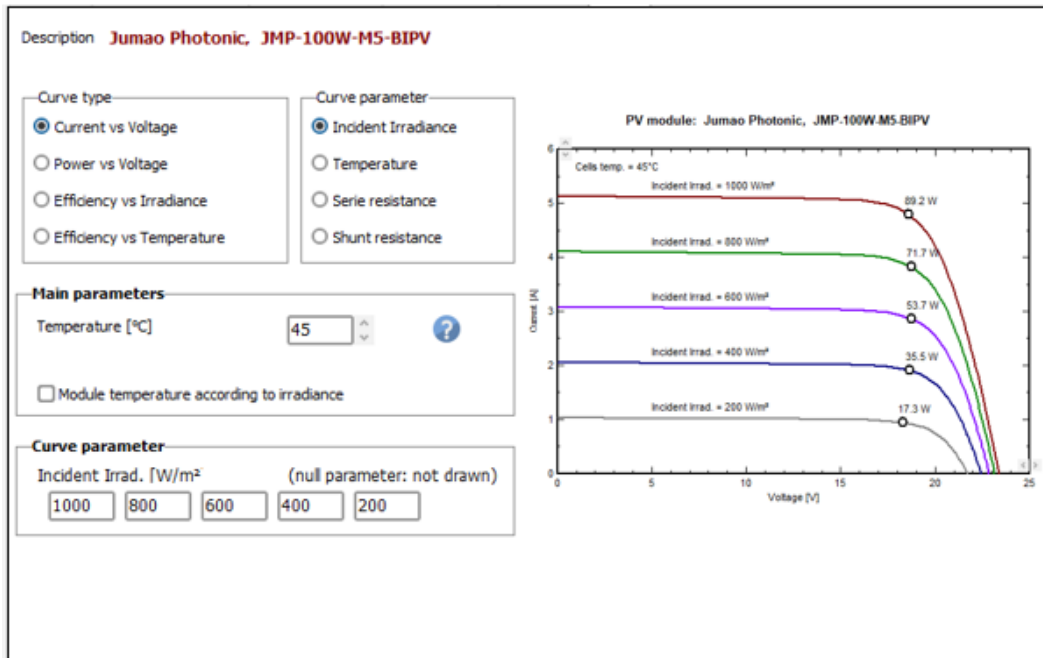 Description Jumao Photonic, JMP-100W-M5-BIPV
Curve type
Current vs Voltage
Power vs Voltage
Efficiency vs Irradiance
Efficiency vs Temperature
Curve parameter
Incident Irradiance
Temperature
Serie resistance
Shunt resistance
Main parameters
Temperature [°C] 45 ?
Module temperature according to irradiance
Curve parameter
Incident Irrad. [W/m² (null parameter: not drawn)
1000 800 600 400 200
PV module: Jumao Photonic, JMP-100W-M5-BIPV
Cells temp. = 45°C
Incident Irrad. = 1000 W/m²
89.2 W
Incident Irrad. = 800 W/m²
71.7 W
Incident Irrad. = 600 W/m²
53.7 W
Incident Irrad. = 400 W/m²
35.5 W
Incident Irrad. = 200 W/m²
17.3 W
Current [A]
6
5
4
3
2
1
0
0 5 10 15 20 25
Voltage [V]